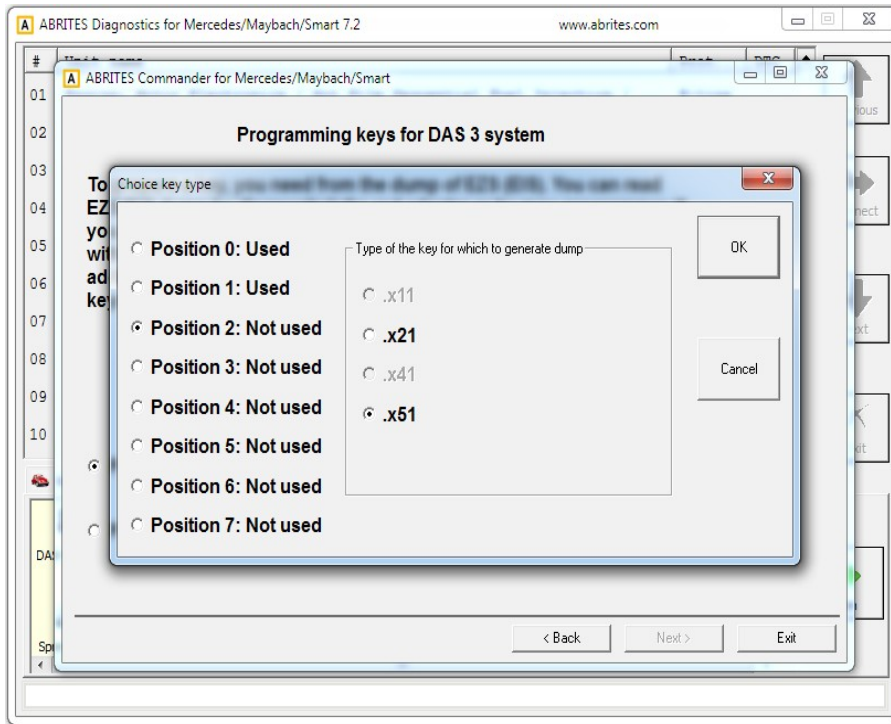 ABRITES Diagnostics for Mercedes/Maybach/Smart 7.2 www.abrites.com
#
01
ABRITES Commander for Mercedes/Maybach/Smart
02
Programming keys for DAS 3 system
03
Choice key type
04
05
06
07
08
09
10
Position 0: Used
Position 1: Used
Position 2: Not used
Position 3: Not used
Position 4: Not used
Position 5: Not used
Position 6: Not used
Position 7: Not used
Type of the key for which to generate dump
.x11
.x21
.x41
.x51
OK
Cancel
< Back Next > Exit